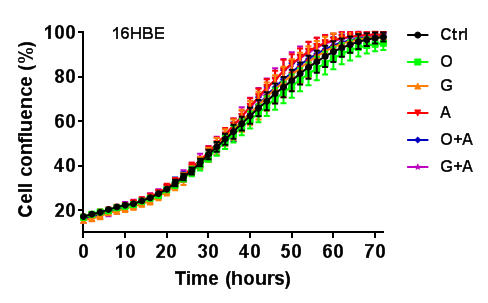 16HBE
Cell confluence (%)
100
80
60
40
20
0 10 20 30 40 50 60 70
Time (hours)
Ctrl
O
G
A
O+A
G+A